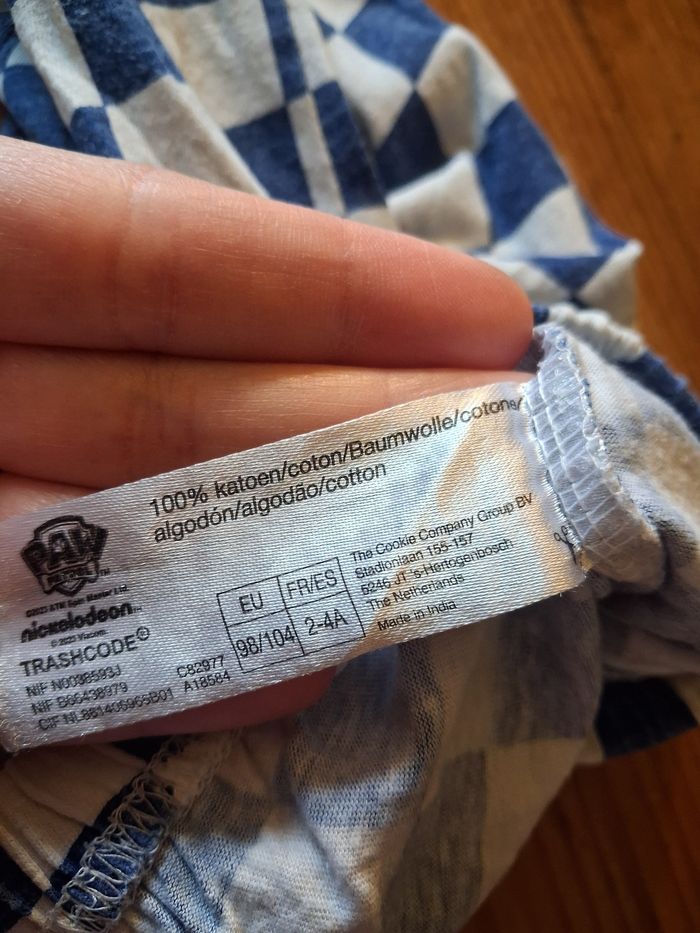 100% katoen/coton/Baumwolle/cotone/
algodón/algodão/cotton
PAW
PATROL
nickelodeon
TRASHCODE©
C82977
A18584
EU FR/ES
98/104 2-4A
The Cookie Company Group BV
Stadionlaan 155-157
5246 JT 's-Hertogenbosch
The Netherlands
Made in India